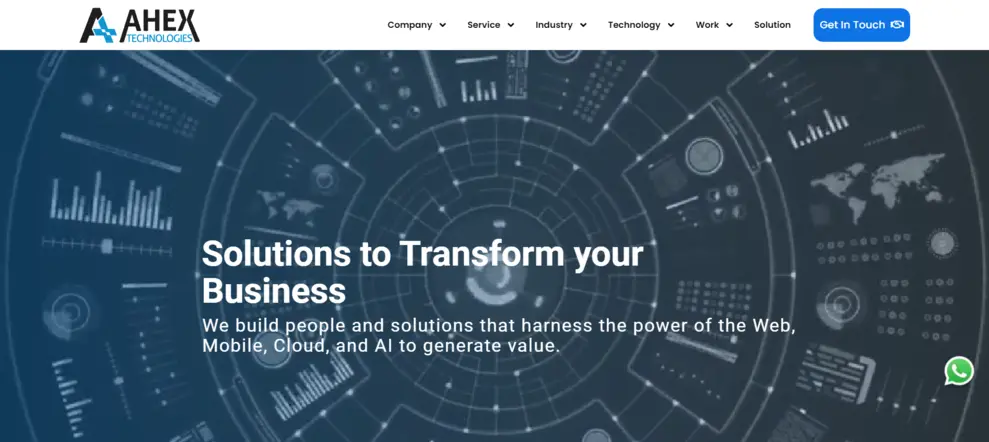 AHEX
TECHNOLOGIES
Company
Service
Industry
Technology
Work
Solution
Get In Touch
Solutions to Transform your
Business
We build people and solutions that harness the power of the Web,
Mobile, Cloud, and AI to generate value.